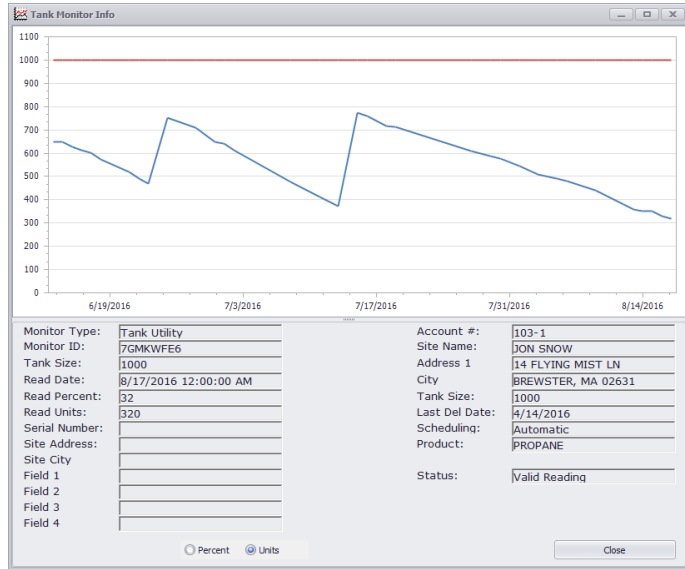 Tank Monitor Info
1100
1000
900
800
700
600
500
400
300
200
100
0
6/19/2016 7/3/2016 7/17/2016 7/31/2016 8/14/2016
Monitor Type: Tank Utility
Monitor ID: 7GMKWFE6
Tank Size: 1000
Read Date: 8/17/2016 12:00:00 AM
Read Percent: 32
Read Units: 320
Serial Number:
Site Address:
Site City
Field 1
Field 2
Field 3
Field 4
Account #: 103-1
Site Name: JON SNOW
Address 1 14 FLYING MIST LN
City BREWSTER, MA 02631
Tank Size: 1000
Last Del Date: 4/14/2016
Scheduling: Automatic
Product: PROPANE
Status: Valid Reading
Percent Units
Close